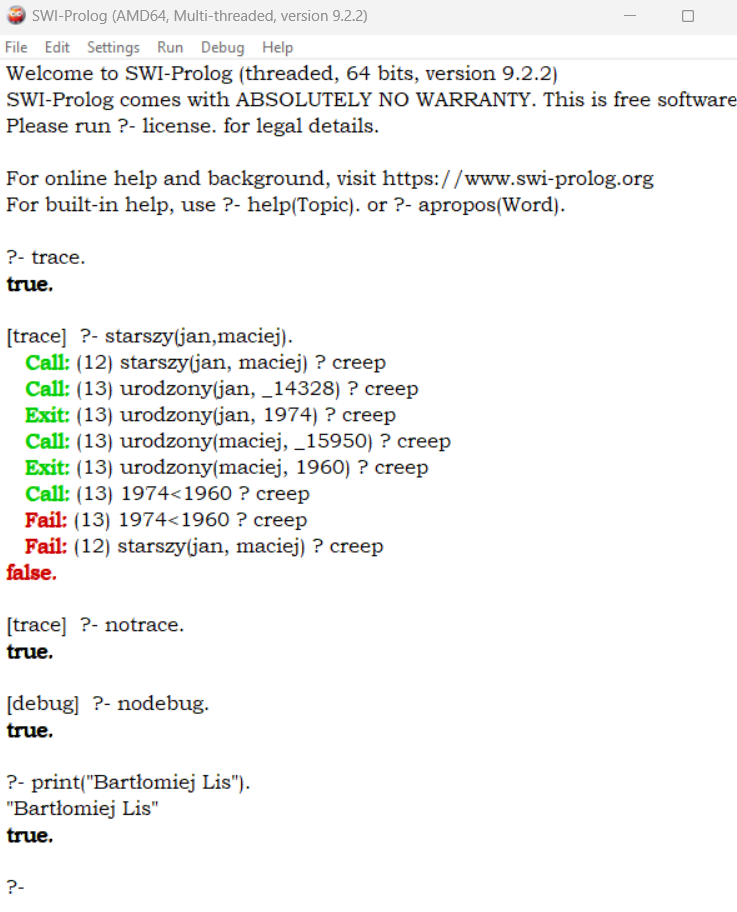 SWI-Prolog (AMD64, Multi-threaded, version 9.2.2)
File Edit Settings Run Debug Help
Welcome to SWI-Prolog (threaded, 64 bits, version 9.2.2)
SWI-Prolog comes with ABSOLUTELY NO WARRANTY. This is free software
Please run ?- license. for legal details.
For online help and background, visit https://www.swi-prolog.org
For built-in help, use ?- help(Topic). or ?- apropos(Word).
?- trace.
true.
[trace]  ?- starszy(jan,maciej).
Call: (12) starszy(jan, maciej) ? creep
Call: (13) urodzony(jan, _14328) ? creep
Exit: (13) urodzony(jan, 1974) ? creep
Call: (13) urodzony(maciej, _15950) ? creep
Exit: (13) urodzony(maciej, 1960) ? creep
Call: (13) 1974<1960 ? creep
Fail: (13) 1974<1960 ? creep
Fail: (12) starszy(jan, maciej) ? creep
false.
[trace]  ?- notrace.
true.
[debug]  ?- nodebug.
true.
?- print("Bartłomiej Lis").
"Bartłomiej Lis"
true.
?-